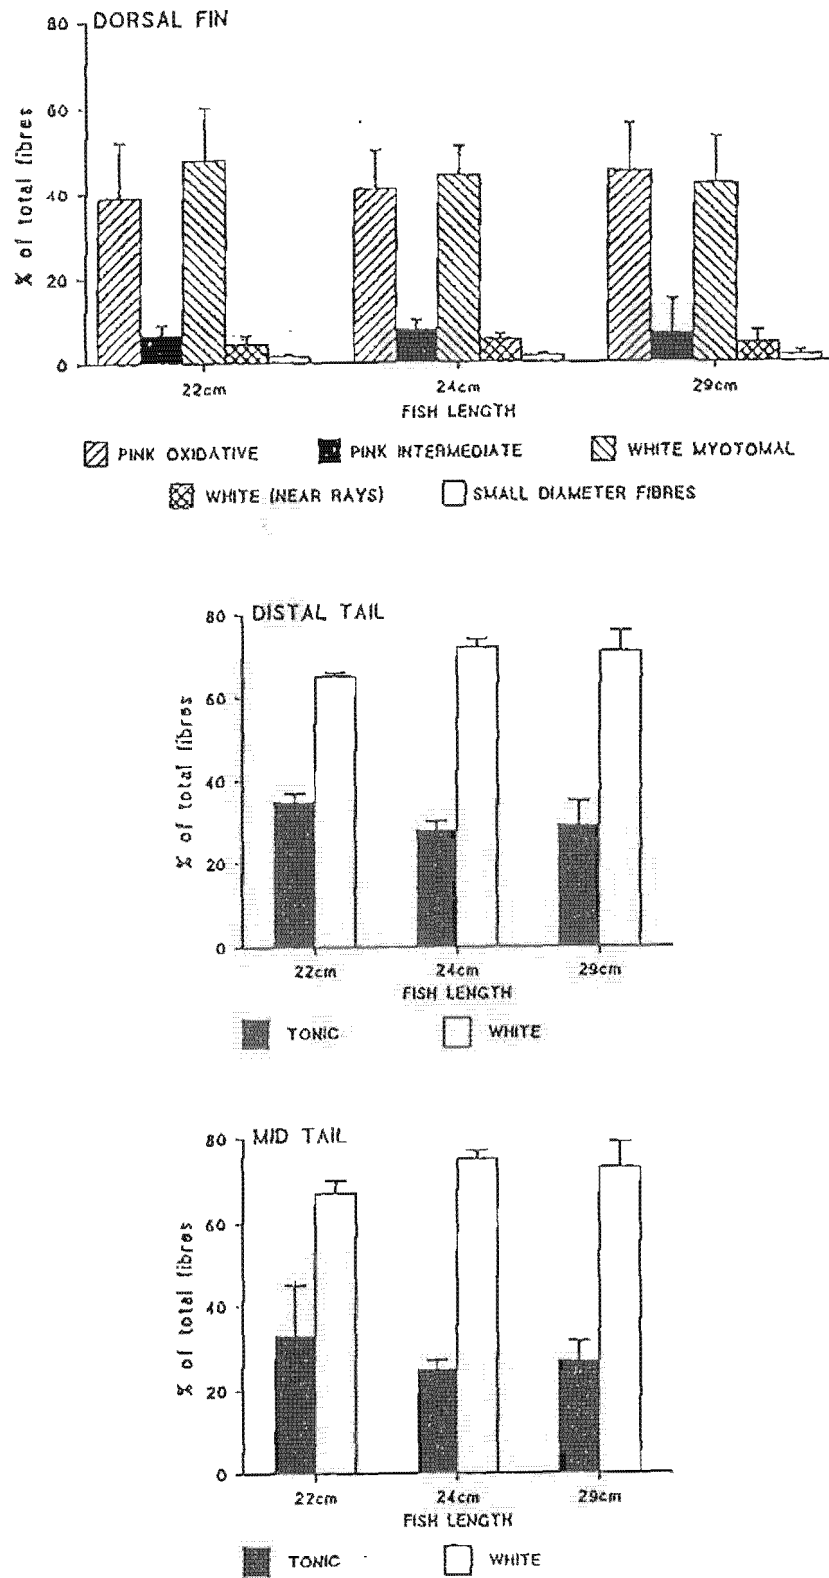 DORSAL FIN
80
60
40
20
0
% of total fibres
22cm 24cm 29cm
FISH LENGTH
PINK OXIDATIVE PINK INTERMEDIATE WHITE MYOTOMAL
WHITE (NEAR RAYS) SMALL DIAMETER FIBRES
DISTAL TAIL
80
60
40
20
0
% of total fibres
22cm 24cm 29cm
FISH LENGTH
TONIC WHITE
MID TAIL
80
60
40
20
0
% of total fibres
22cm 24cm 29cm
FISH LENGTH
TONIC WHITE